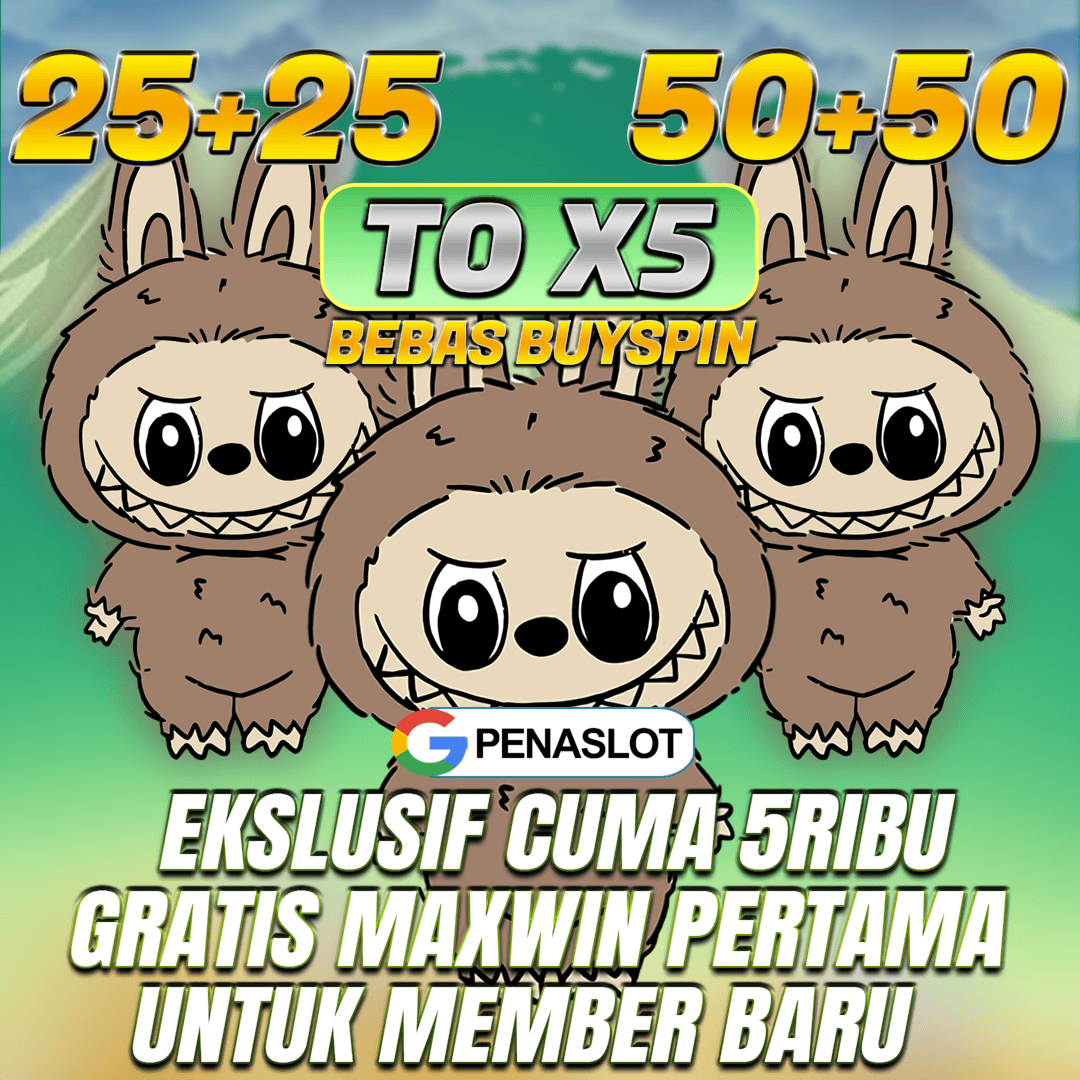 25+25 50+50
TO X5
BEBAS BUYSPIN
G PENASLOT
EKSLUSIF CUMA 5RIBU
GRATIS MAXWIN PERTAMA
UNTUK MEMBER BARU